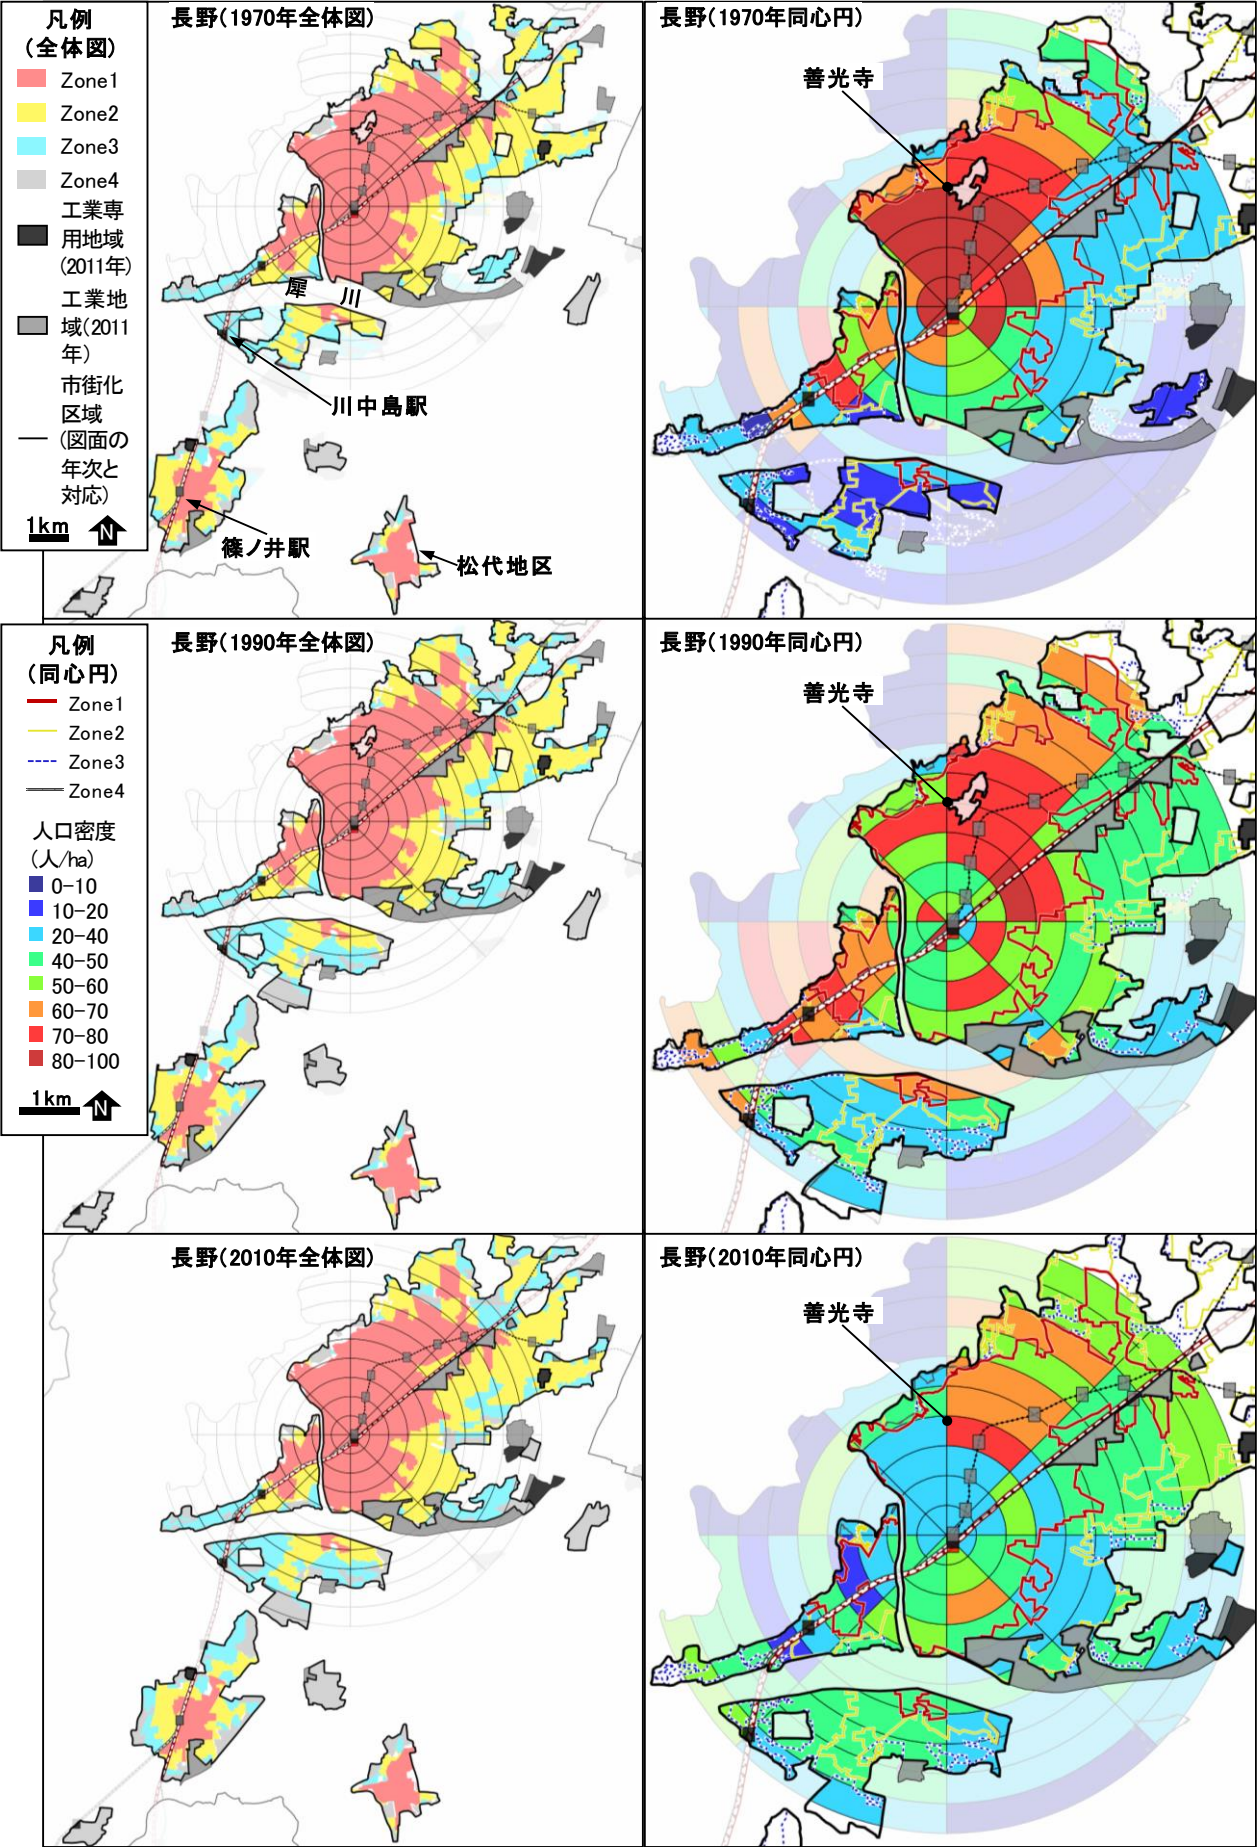 凡例
(全体図)
Zone1
Zone2
Zone3
Zone4
工業専
用地域
(2011年)
工業地
域(2011
年)
市街化
区域
(図面の
年次と
対応)
1km
N
長野(1970年全体図)
犀 川
川中島駅
篠ノ井駅
松代地区
長野(1970年同心円)
善光寺
凡例
(同心円)
Zone1
Zone2
Zone3
Zone4
人口密度
(人/ha)
0-10
10-20
20-40
40-50
50-60
60-70
70-80
80-100
1km
N
長野(1990年全体図)
長野(1990年同心円)
善光寺
長野(2010年全体図)
長野(2010年同心円)
善光寺